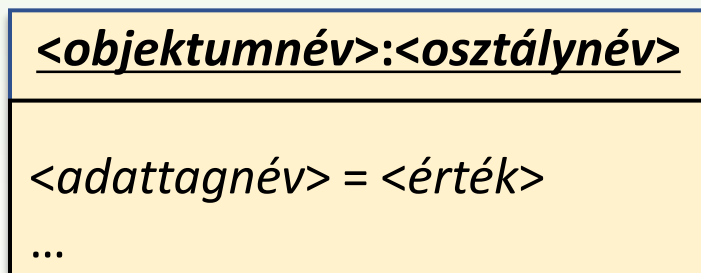 <objektumnév>:<osztálynév>
<adattagnév> = <érték>
...